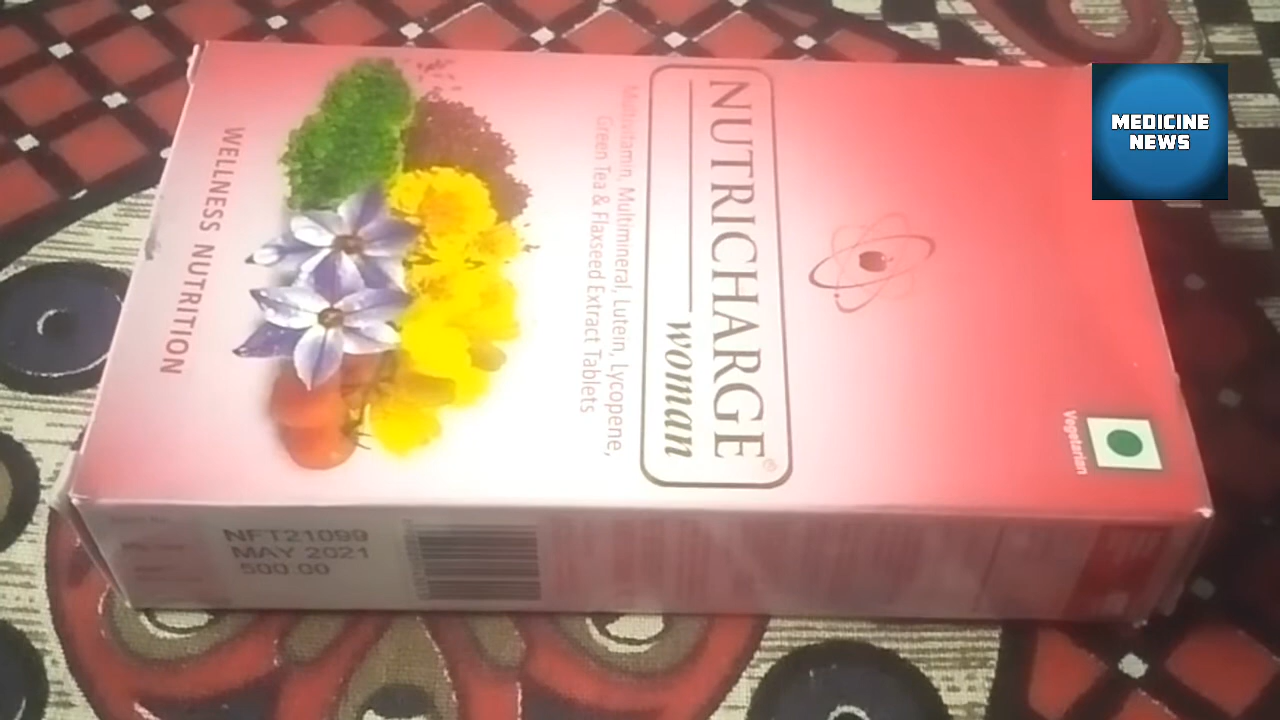 NUTRICHARGE®
woman
Multivitamin, Multimineral, Lutein, Lycopene,
Green Tea & Flaxseed Extract Tablets
WELLNESS NUTRITION
Vegetarian
NFT21099
MAY 2021
500.00
MEDICINE
NEWS